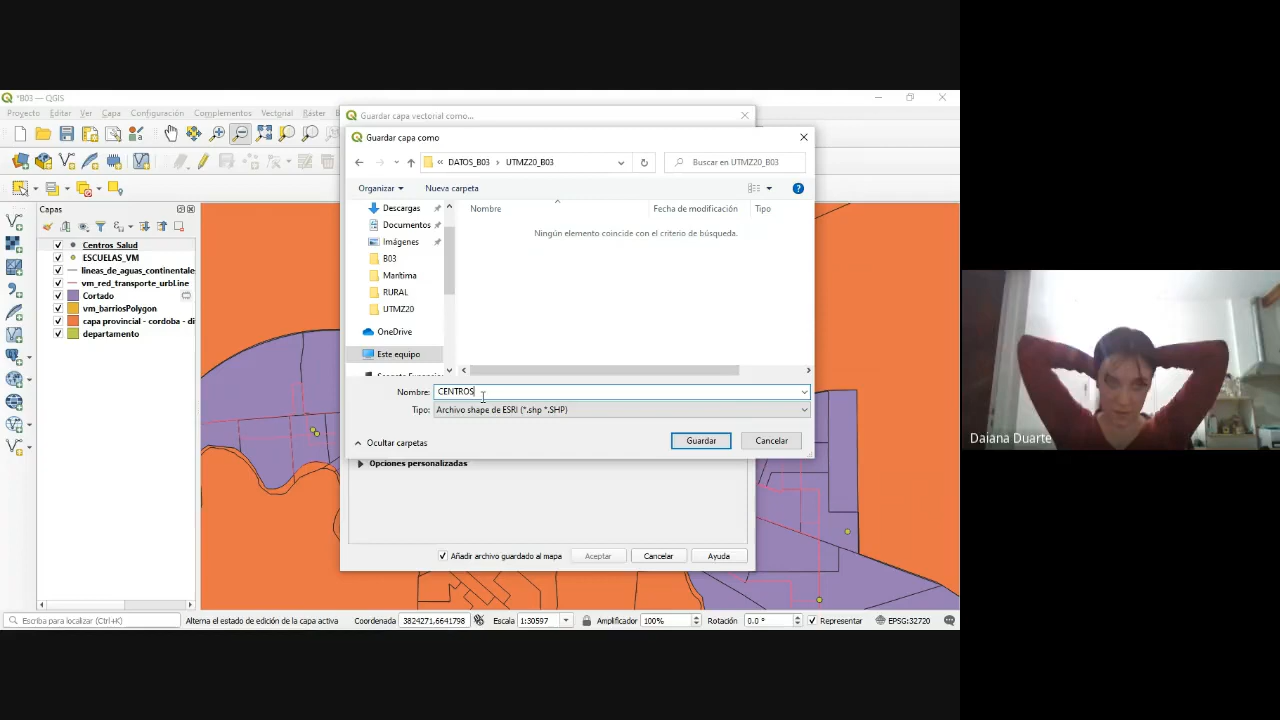 *B03 — QGIS
Proyecto Editar Ver Capa Configuración Complementos Vectorial Ráster
Guardar capa vectorial como...
Guardar capa como
« DATOS_B03 › UTMZ20_B03
Buscar en UTMZ20_B03
Organizar Nueva carpeta
Capas
Centros_Salud
ESCUELAS_VM
lineas_de_aguas_continentale
vm_red_transporte_urbLine
Cortado
vm_barriosPolygon
capa provincial - cordoba - di
departamento
Descargas
Documentos
Imágenes
B03
Maritima
RURAL
UTMZ20
OneDrive
Este equipo
Nombre Fecha de modificación Tipo
Ningún elemento coincide con el criterio de búsqueda.
Nombre: CENTROS
Tipo: Archivo shape de ESRI (*.shp *.SHP)
Ocultar carpetas Guardar Cancelar
Opciones personalizadas
Añadir archivo guardado al mapa Aceptar Cancelar Ayuda
Escriba para localizar (Ctrl+K) Alterna el estado de edición de la capa activa Coordenada 3824271,6641798 Escala 1:30597 Amplificador 100% Rotación 0.0 ° Representar EPSG:32720
Daiana Duarte